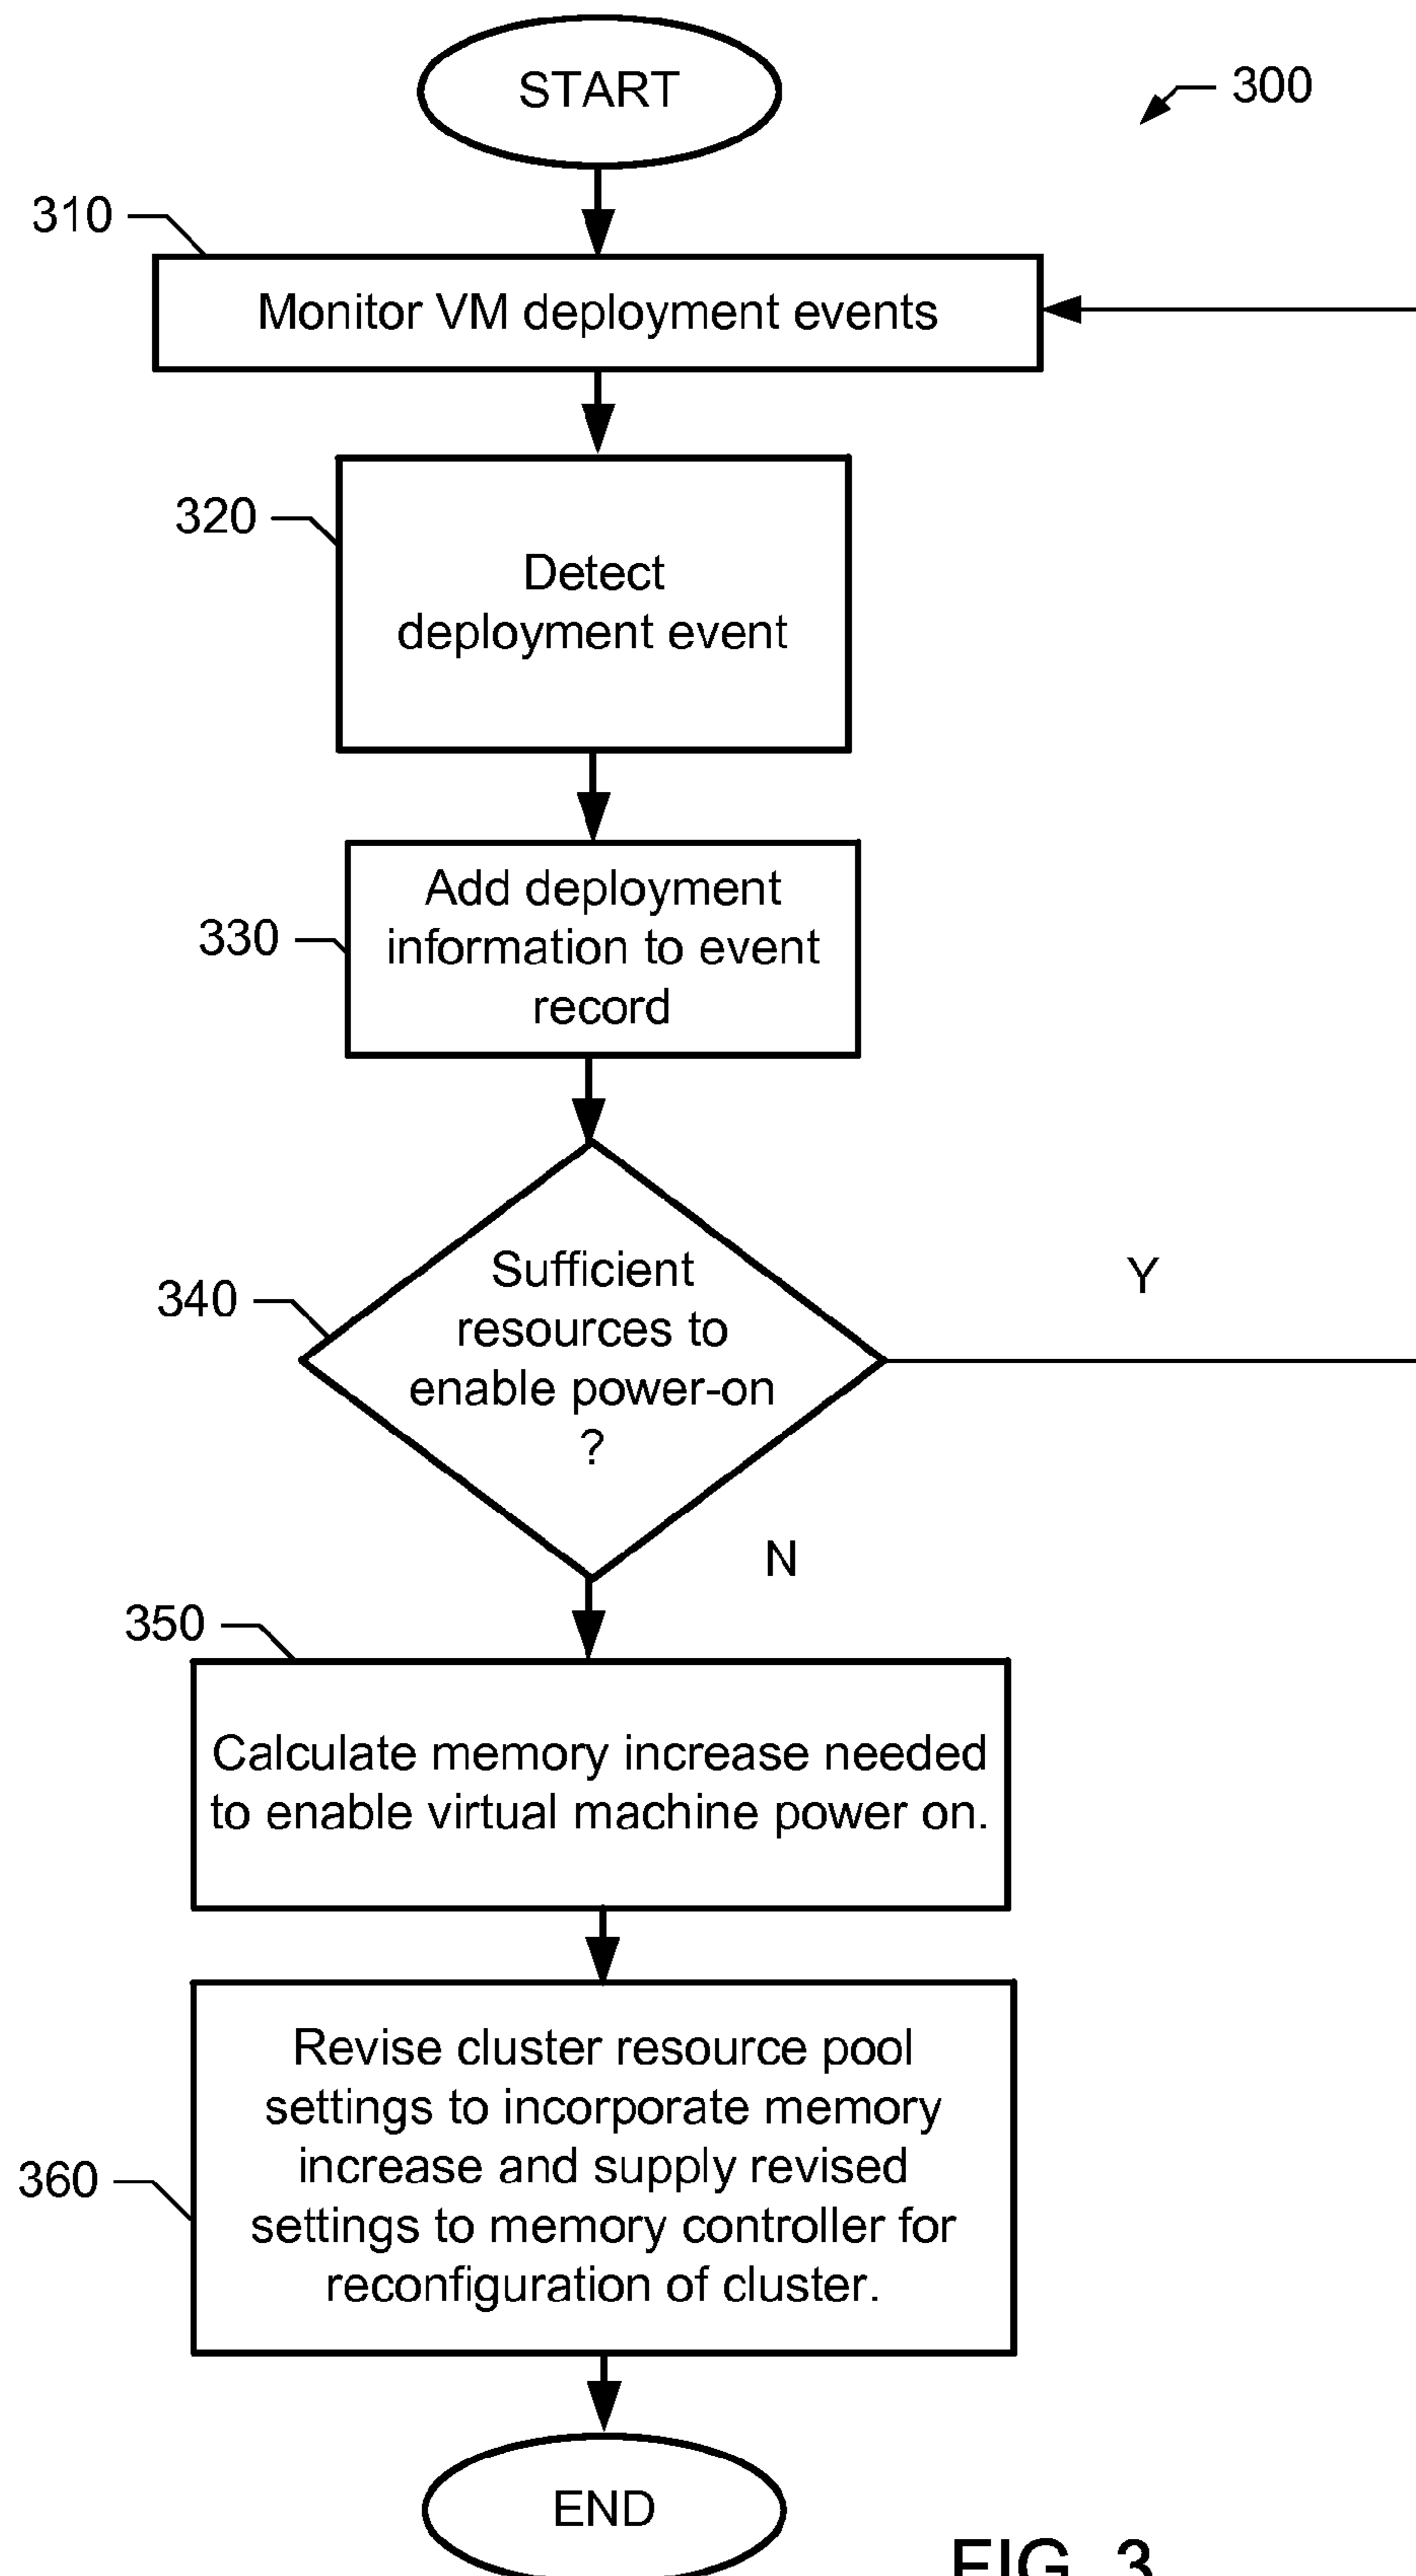 START
300
310
Monitor VM deployment events
320
Detect
deployment event
330
Add deployment
information to event
record
340
Sufficient
resources to
enable power-on
?
Y
N
350
Calculate memory increase needed
to enable virtual machine power on.
360
Revise cluster resource pool
settings to incorporate memory
increase and supply revised
settings to memory controller for
reconfiguration of cluster.
END
FIG. 3